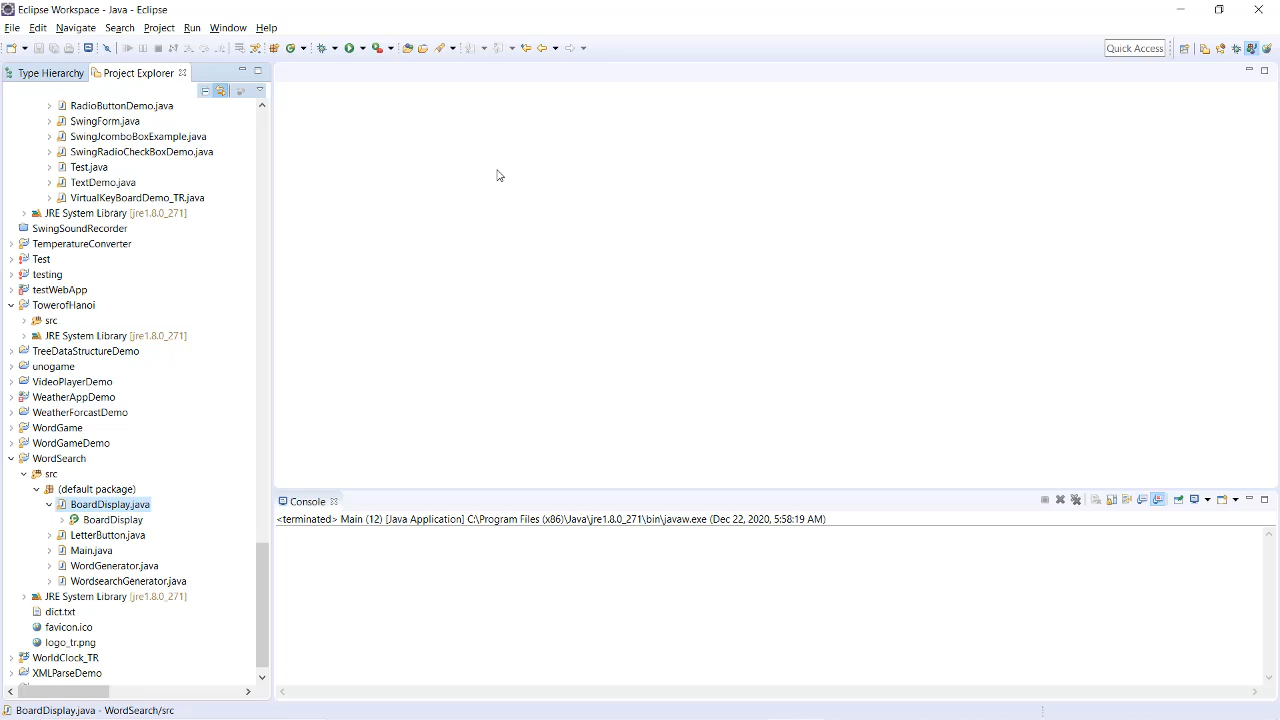 Eclipse Workspace - Java - Eclipse
File Edit Navigate Search Project Run Window Help
Quick Access
Type Hierarchy Project Explorer
RadioButtonDemo.java
SwingForm.java
SwingJcomboBoxExample.java
SwingRadioCheckBoxDemo.java
Test.java
TextDemo.java
VirtualKeyBoardDemo_TR.java
JRE System Library [jre1.8.0_271]
SwingSoundRecorder
TemperatureConverter
Test
testing
testWebApp
TowerofHanoi
src
JRE System Library [jre1.8.0_271]
TreeDataStructureDemo
unogame
VideoPlayerDemo
WeatherAppDemo
WeatherForcastDemo
WordGame
WordGameDemo
WordSearch
src
(default package)
BoardDisplay.java
BoardDisplay
LetterButton.java
Main.java
WordGenerator.java
WordsearchGenerator.java
JRE System Library [jre1.8.0_271]
dict.txt
favicon.ico
logo_tr.png
WorldClock_TR
XMLParseDemo
Console
<terminated> Main (12) [Java Application] C:\Program Files (x86)\Java\jre1.8.0_271\bin\javaw.exe (Dec 22, 2020, 5:58:19 AM)
BoardDisplay.java - WordSearch/src